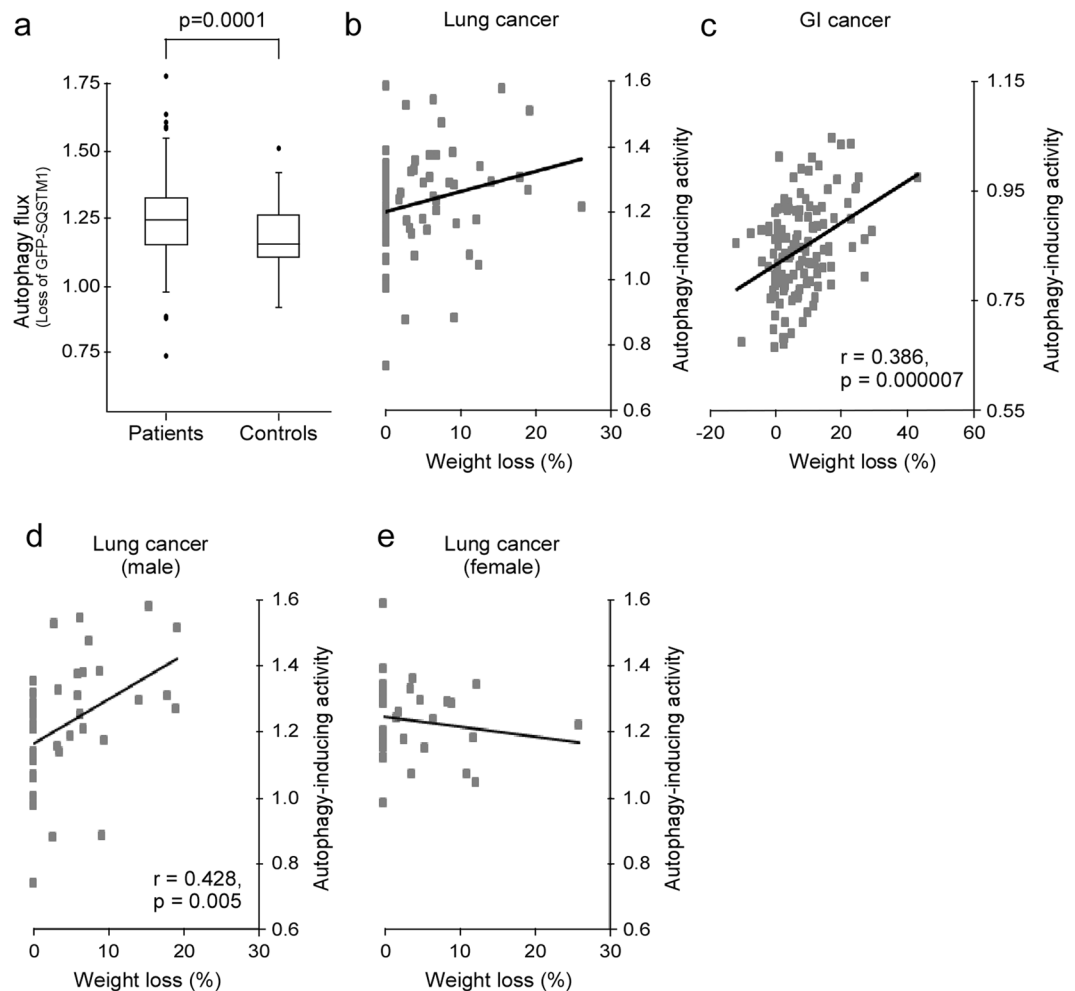 a
p=0.0001
Autophagy flux
(Loss of GFP-SQSTM1)
1.75
1.50
1.25
1.00
0.75
Patients
Controls
b
Lung cancer
1.6
1.4
1.2
1.0
0.8
0.6
Autophagy-inducing activity
0
10
20
30
Weight loss (%)
c
GI cancer
1.15
0.95
0.75
0.55
Autophagy-inducing activity
r = 0.386,
p = 0.000007
-20
0
20
40
60
Weight loss (%)
d
Lung cancer
(male)
1.6
1.4
1.2
1.0
0.8
0.6
Autophagy-inducing activity
r = 0.428,
p = 0.005
0
10
20
30
Weight loss (%)
e
Lung cancer
(female)
1.6
1.4
1.2
1.0
0.8
0.6
Autophagy-inducing activity
0
10
20
30
Weight loss (%)